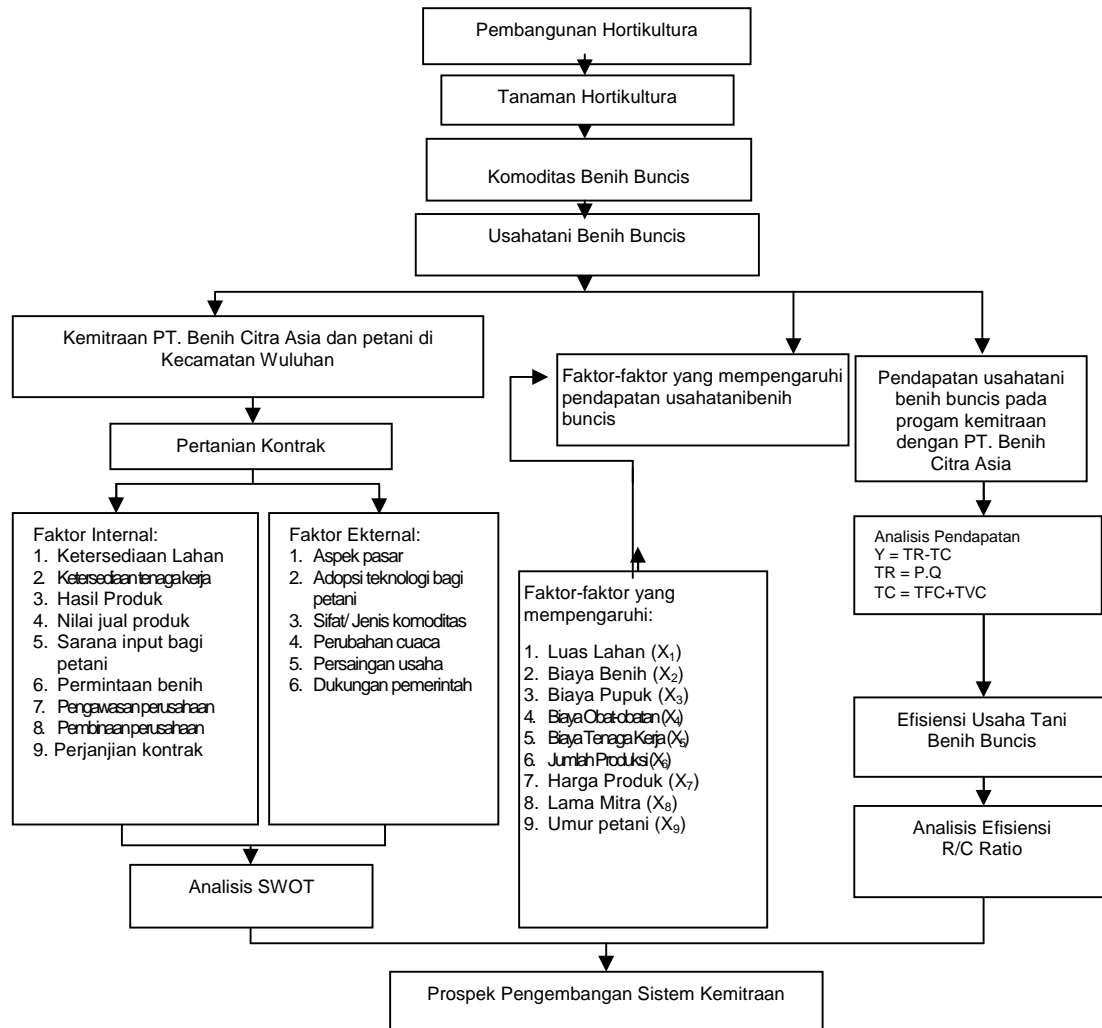 Pembangunan Hortikultura
Tanaman Hortikultura
Komoditas Benih Buncis
Usahatani Benih Buncis
Kemitraan PT. Benih Citra Asia dan petani di
Kecamatan Wuluhan
Pertanian Kontrak
Faktor Internal:
1. Ketersediaan Lahan
2. Ketersediaan tenaga kerja
3. Hasil Produk
4. Nilai jual produk
5. Sarana input bagi
petani
6. Permintaan benih
7. Pengawasan perusahaan
8. Pembinaan perusahaan
9. Perjanjian kontrak
Faktor Ekternal:
1. Aspek pasar
2. Adopsi teknologi bagi
petani
3. Sifat/ Jenis komoditas
4. Perubahan cuaca
5. Persaingan usaha
6. Dukungan pemerintah
Analisis SWOT
Faktor-faktor yang mempengaruhi
pendapatan usahatanibenih
buncis
Faktor-faktor yang
mempengaruhi:
1. Luas Lahan (X₁)
2. Biaya Benih (X₂)
3. Biaya Pupuk (X₃)
4. Biaya Obat-obatan (X₄)
5. Biaya Tenaga Kerja (X₅)
6. Jumlah Produksi (X₆)
7. Harga Produk (X₇)
8. Lama Mitra (X₈)
9. Umur petani (X₉)
Pendapatan usahatani
benih buncis pada
progam kemitraan
dengan PT. Benih
Citra Asia
Analisis Pendapatan
Y = TR-TC
TR = P.Q
TC = TFC+TVC
Efisiensi Usaha Tani
Benih Buncis
Analisis Efisiensi
R/C Ratio
Prospek Pengembangan Sistem Kemitraan